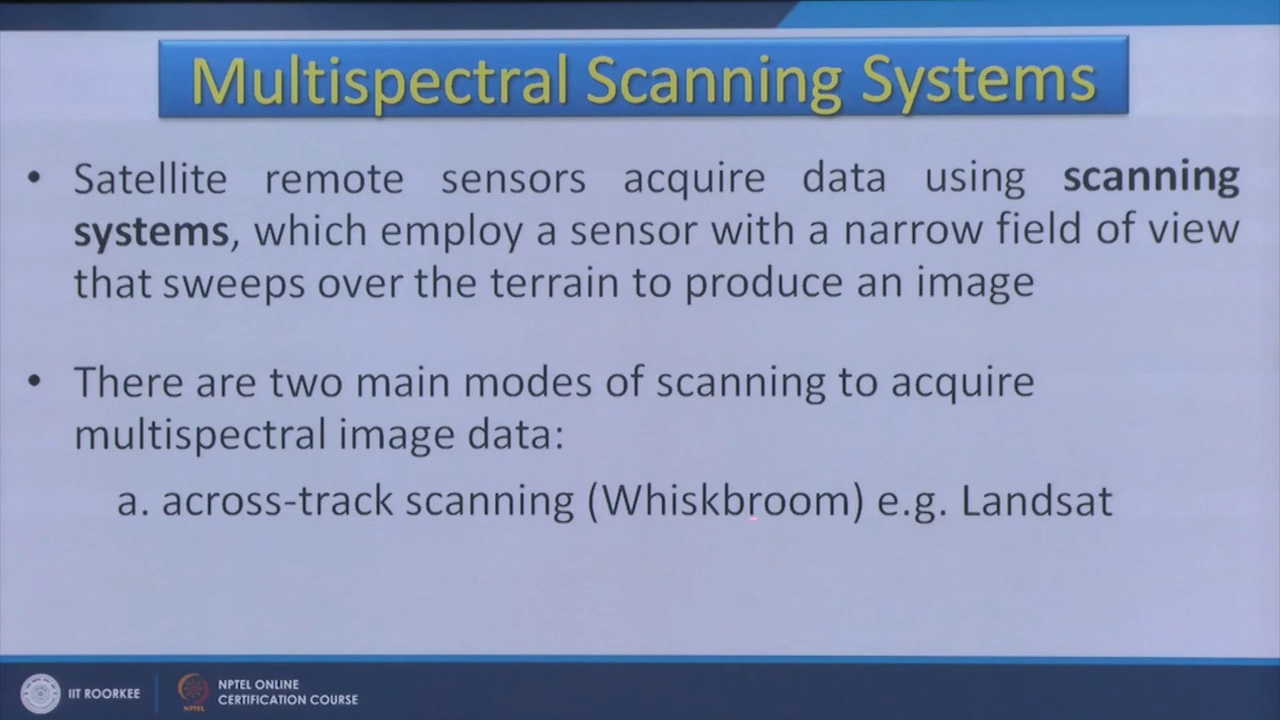 Multispectral Scanning Systems
• Satellite remote sensors acquire data using scanning
systems, which employ a sensor with a narrow field of view
that sweeps over the terrain to produce an image
• There are two main modes of scanning to acquire
multispectral image data:
a. across-track scanning (Whiskbroom) e.g. Landsat
IIT ROORKEE
NPTEL
NPTEL ONLINE
CERTIFICATION COURSE